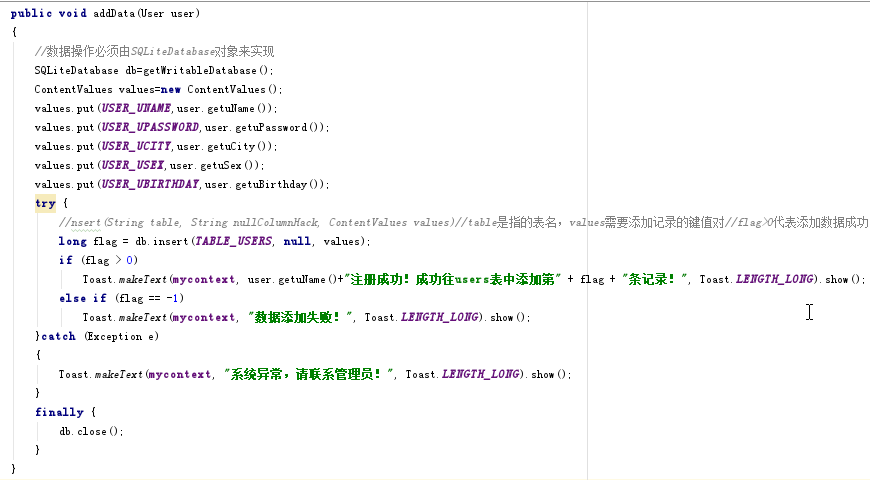 public void addData(User user)
{
//数据操作必须由SQLiteDatabase对象来实现
SQLiteDatabase db=getWritableDatabase();
ContentValues values=new ContentValues();
values.put(USER_UNAME,user.getuName());
values.put(USER_UPASSWORD,user.getuPassword());
values.put(USER_UCITY,user.getuCity());
values.put(USER_USEX,user.getuSex());
values.put(USER_UBIRTHDAY,user.getuBirthday());
try {
//nsert(String table, String nullColumnHack, ContentValues values)//table是指的表名，values需要添加记录的键值对//flag>0代表添加数据成功
long flag = db.insert(TABLE_USERS, null, values);
if (flag > 0)
Toast.makeText(mycontext, user.getuName()+"注册成功！成功往users表中添加第" + flag + "条记录！", Toast.LENGTH_LONG).show();
else if (flag == -1)
Toast.makeText(mycontext, "数据添加失败！", Toast.LENGTH_LONG).show();
}catch (Exception e)
{
Toast.makeText(mycontext, "系统异常，请联系管理员！", Toast.LENGTH_LONG).show();
}
finally {
db.close();
}
}